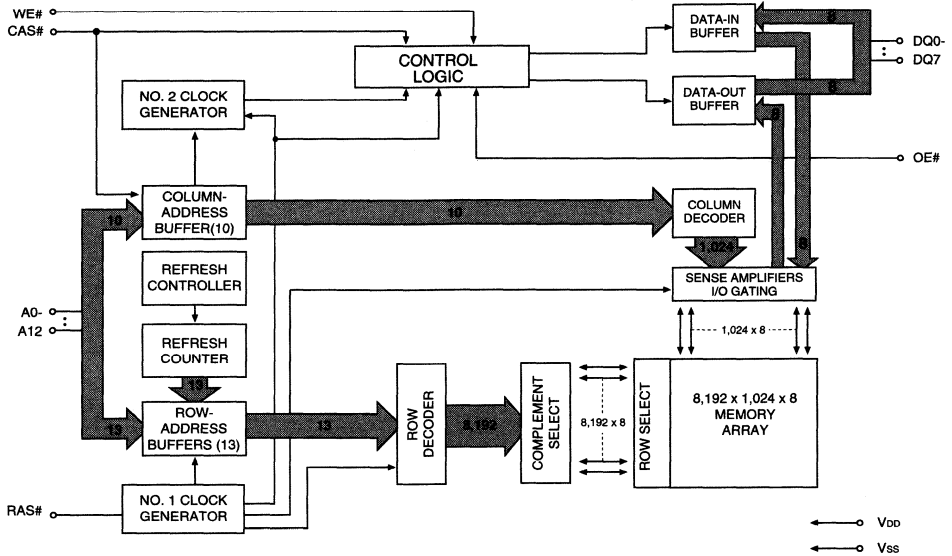 WE#
CAS#
CONTROL
LOGIC
DATA-IN
BUFFER
8
DQ0-
DQ7
NO. 2 CLOCK
GENERATOR
DATA-OUT
BUFFER
8
8
OE#
COLUMN-
ADDRESS
BUFFER(10)
10
10
COLUMN
DECODER
1,024
8
REFRESH
CONTROLLER
SENSE AMPLIFIERS
I/O GATING
A0-
A12
1,024 x 8
REFRESH
COUNTER
13
ROW-
ADDRESS
BUFFERS (13)
13
13
ROW
DECODER
8,192
COMPLEMENT
SELECT
8,192 x 8
ROW SELECT
8,192 x 1,024 x 8
MEMORY
ARRAY
RAS#
NO. 1 CLOCK
GENERATOR
VDD
VSS